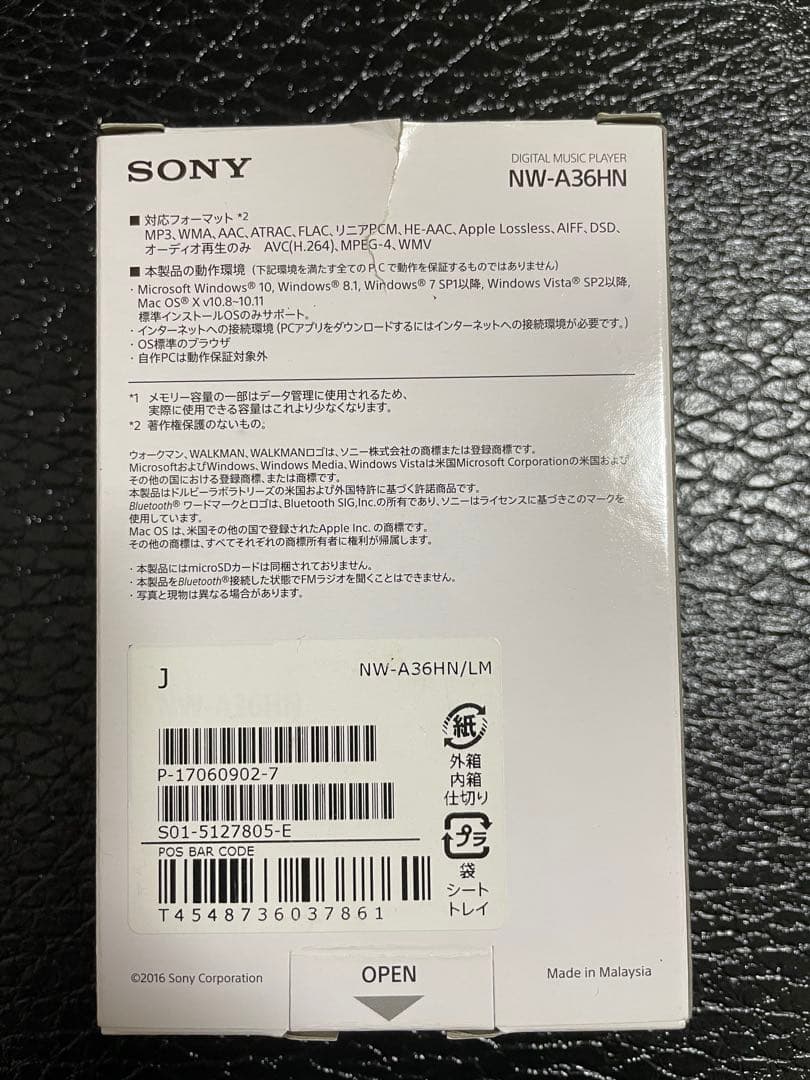 SONY
DIGITAL MUSIC PLAYER
NW-A36HN
■ 対応フォーマット *2
MP3、WMA、AAC、ATRAC、FLAC、リニアPCM、HE-AAC、Apple Lossless、AIFF、DSD、
オーディオ再生のみ AVC(H.264)、MPEG-4、WMV
■ 本製品の動作環境 (下記環境を満たす全てのPCで動作を保証するものではありません)
・Microsoft Windows® 10, Windows® 8.1, Windows® 7 SP1以降, Windows Vista® SP2以降,
Mac OS® X v10.8~10.11
標準インストールOSのみサポート。
・インターネットへの接続環境 (PCアプリをダウンロードするにはインターネットへの接続環境が必要です。)
・OS標準のブラウザ
・自作PCは動作保証対象外
*1 メモリー容量の一部はデータ管理に使用されるため、
実際に使用できる容量はこれより少なくなります。
*2 著作権保護のないもの。
ウォークマン、WALKMAN、WALKMANロゴは、ソニー株式会社の商標または登録商標です。
MicrosoftおよびWindows、Windows Media、Windows Vistaは米国Microsoft Corporationの米国および
その他の国における登録商標、または商標です。
本製品はドルビーラボラトリーズの米国および外国特許に基づく許諾商品です。
Bluetooth® ワードマークとロゴは、Bluetooth SIG,Inc.の所有であり、ソニーはライセンスに基づきこのマークを
使用しています。
Mac OS は、米国その他の国で登録されたApple Inc. の商標です。
その他の商標は、すべてそれぞれの商標所有者に権利が帰属します。
・本製品にはmicroSDカードは同梱されておりません。
・本製品をBluetooth®接続した状態でFMラジオを聞くことはできません。
・写真と現物は異なる場合があります。
J
NW-A36HN/LM
P-17060902-7
S01-5127805-E
POS BAR CODE
T4548736037861
紙
外箱
内箱
仕切り
プラ
袋
シート
トレイ
©2016 Sony Corporation
OPEN
Made in Malaysia